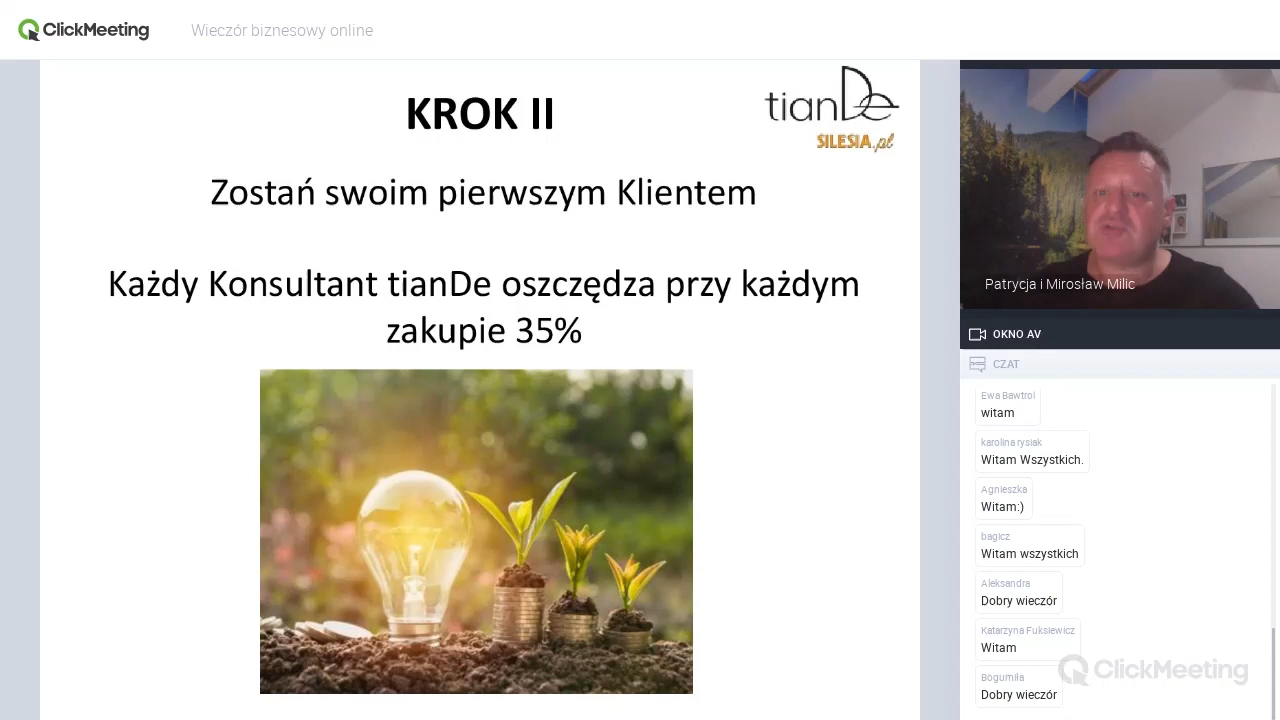 ClickMeeting
Wieczór biznesowy online
KROK II
tianDe
SILESIA.pl
Zostań swoim pierwszym Klientem
Każdy Konsultant tianDe oszczędza przy każdym
zakupie 35%
Patrycja i Mirosław Milic
OKNO AV
CZAT
Ewa Bawtrol
witam
karolina rysiak
Witam Wszystkich.
Agnieszka
Witam:)
bagicz
Witam wszystkich
Aleksandra
Dobry wieczór
Katarzyna Fuksiewicz
Witam
Bogumiła
Dobry wieczór
ClickMeeting